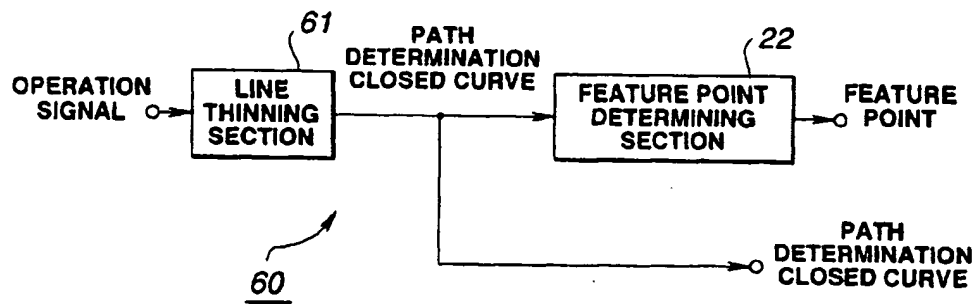 61
PATH
DETERMINATION
CLOSED CURVE
22
OPERATION
SIGNAL
LINE
THINNING
SECTION
FEATURE POINT
DETERMINING
SECTION
FEATURE
POINT
60
PATH
DETERMINATION
CLOSED CURVE